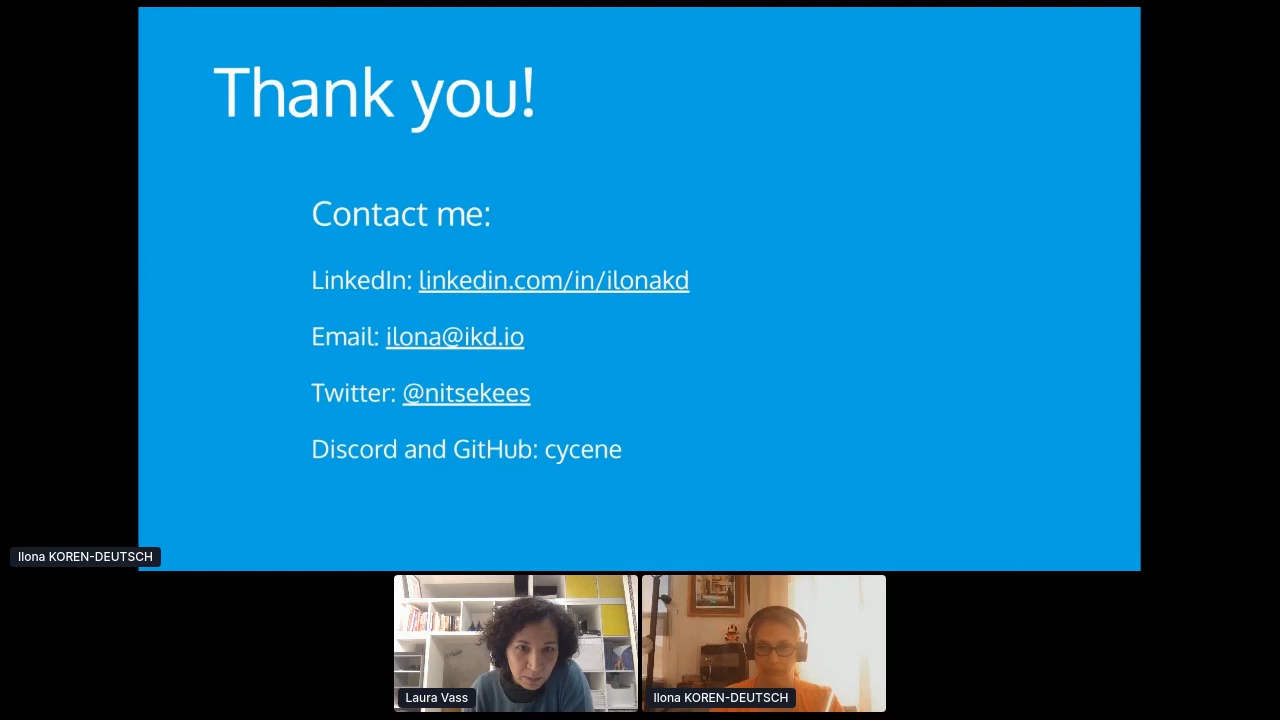 Thank you!
Contact me:
LinkedIn: linkedin.com/in/ilonakd
Email: ilona@ikd.io
Twitter: @nitsekees
Discord and GitHub: cycene
Ilona KOREN-DEUTSCH
Laura Vass
Ilona KOREN-DEUTSCH